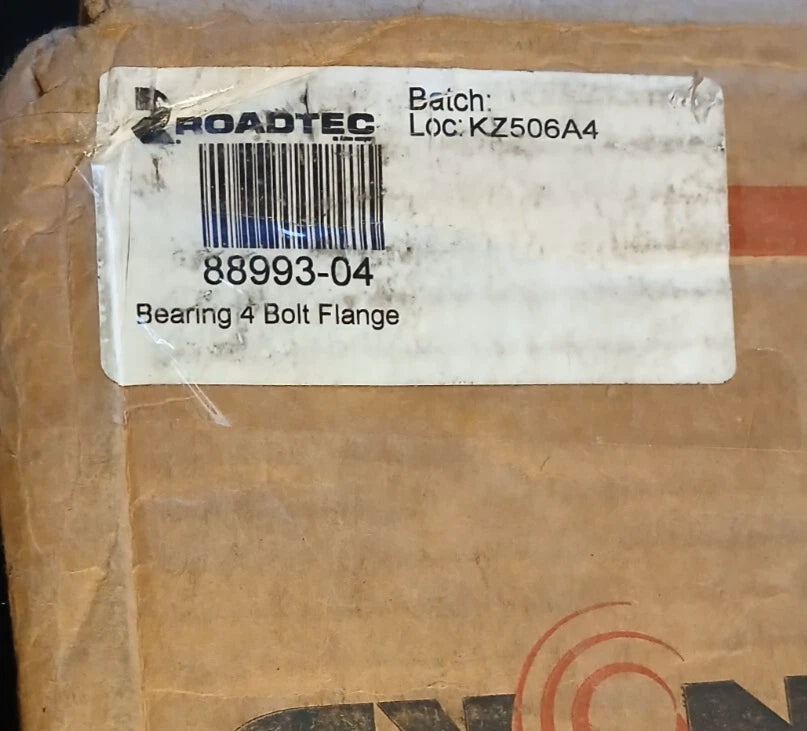 ROADTEC
Batch:
Loc: KZ506A4
88993-04
Bearing 4 Bolt Flange